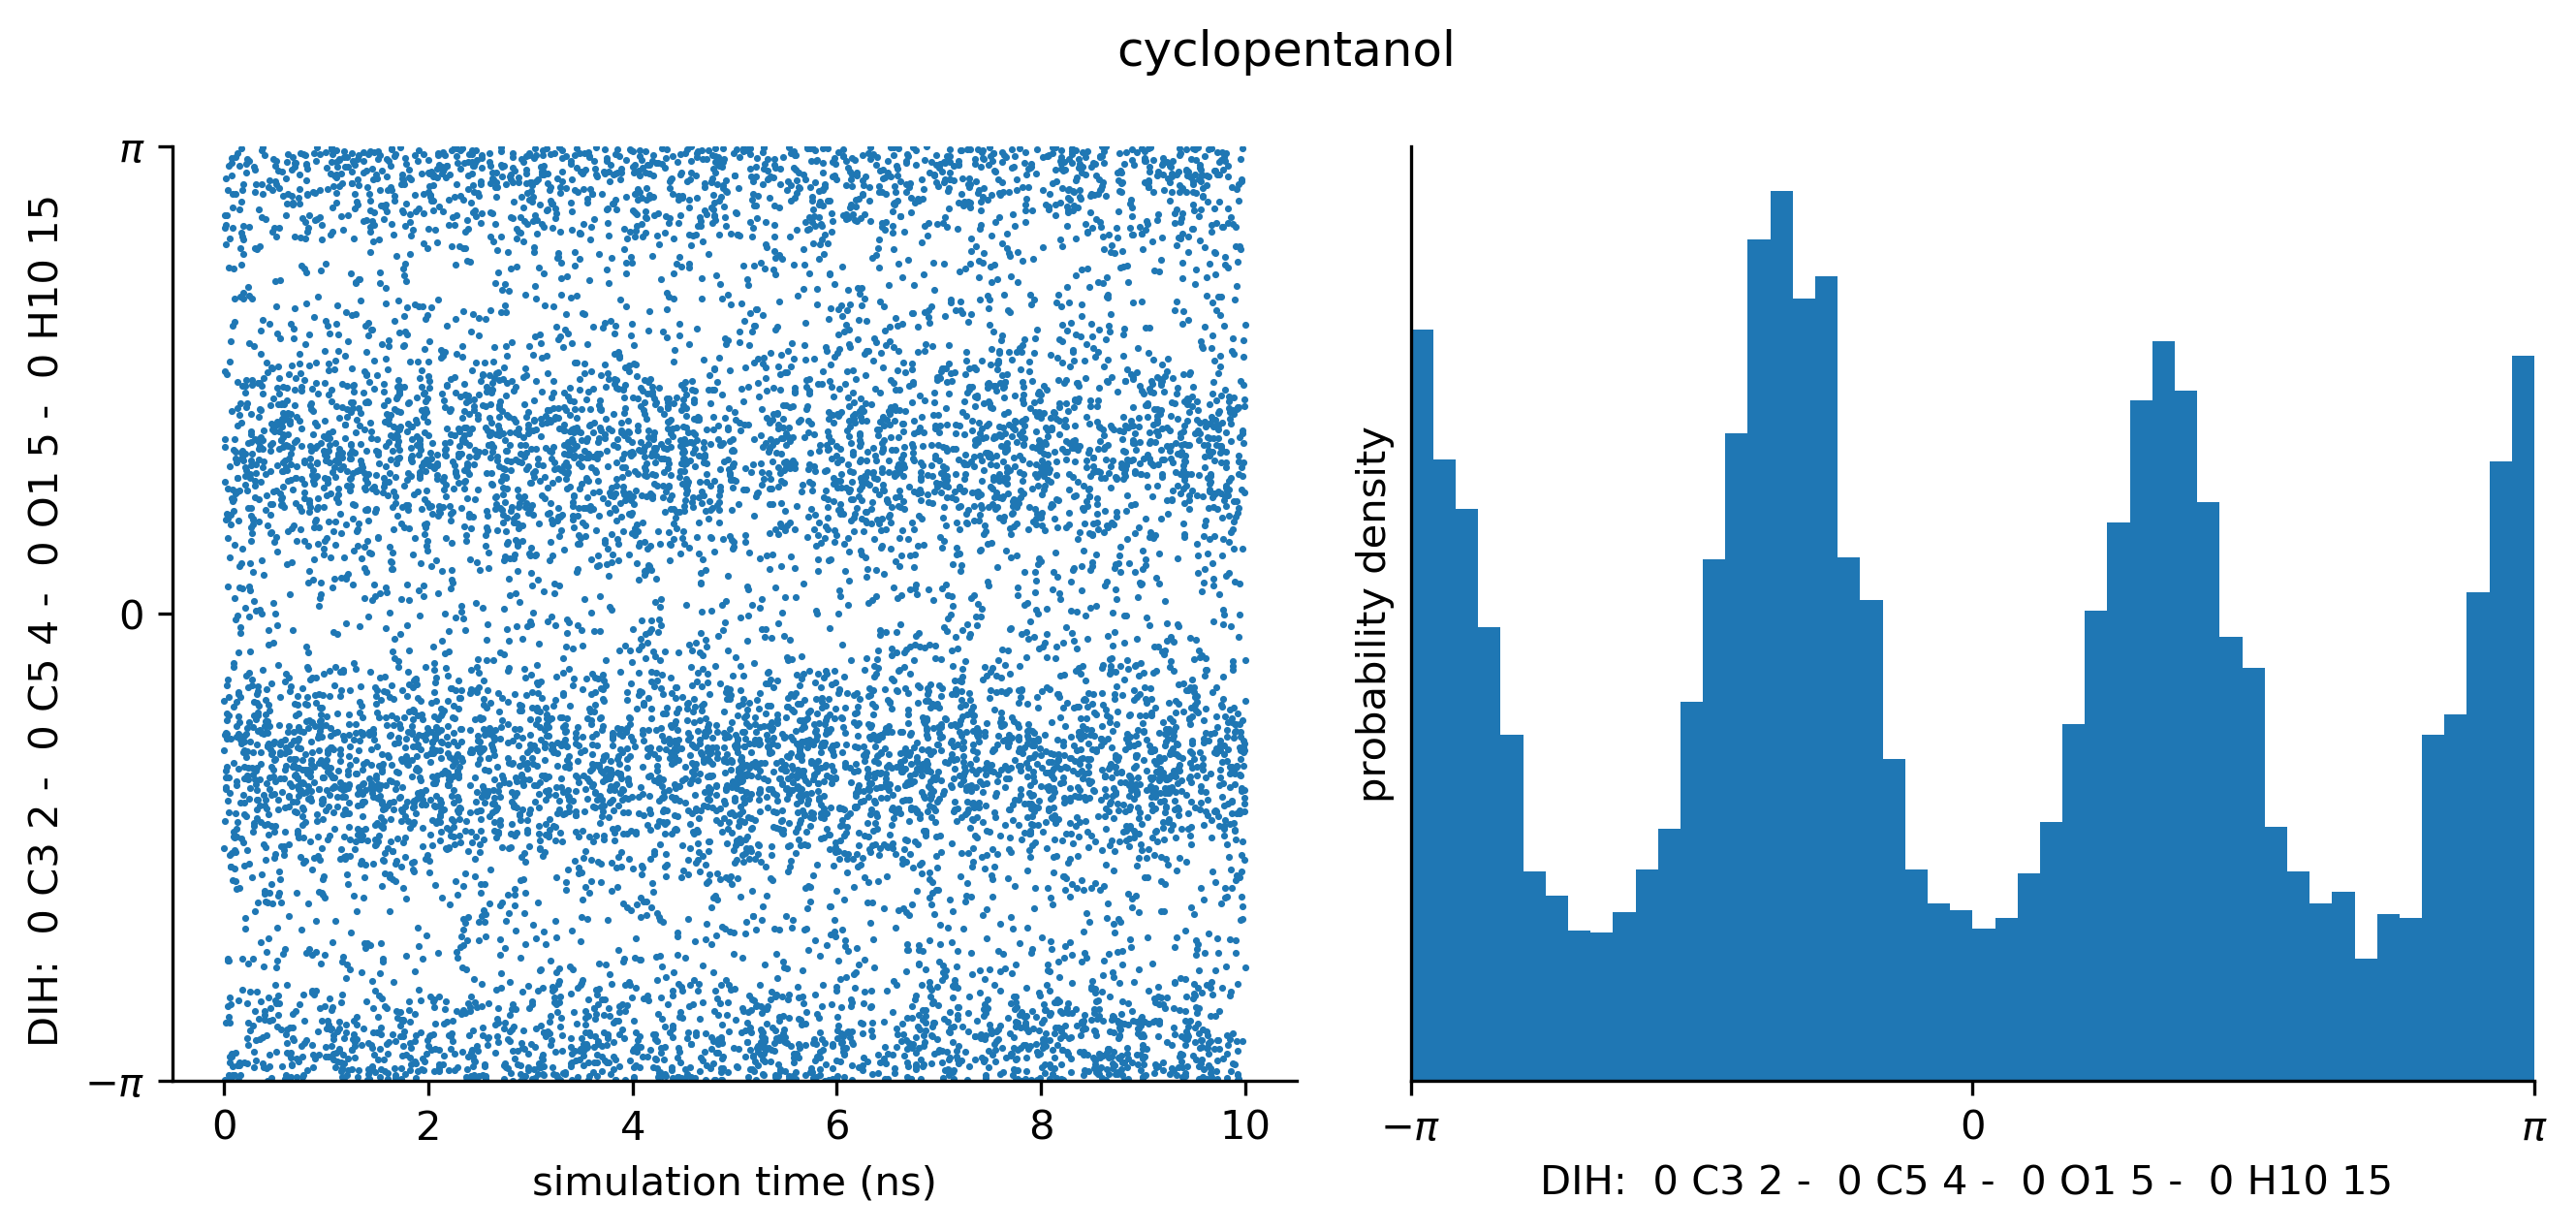 cyclopentanol
DIH:  0 C3 2 -  0 C5 4 -  0 O1 5 -  0 H10 15
π
0
−π
0 2 4 6 8 10
simulation time (ns)
probability density
−π 0 π
DIH:  0 C3 2 -  0 C5 4 -  0 O1 5 -  0 H10 15